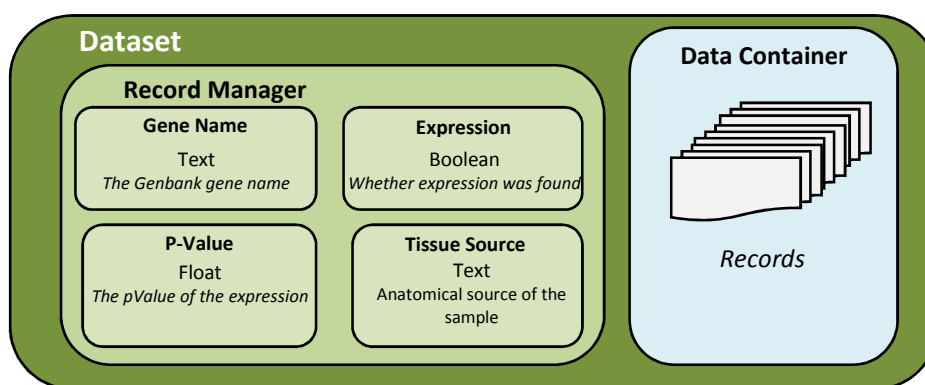 Dataset
Record Manager
Gene Name
Text
The Genbank gene name
Expression
Boolean
Whether expression was found
P-Value
Float
The pValue of the expression
Tissue Source
Text
Anatomical source of the
sample
Data Container
Records